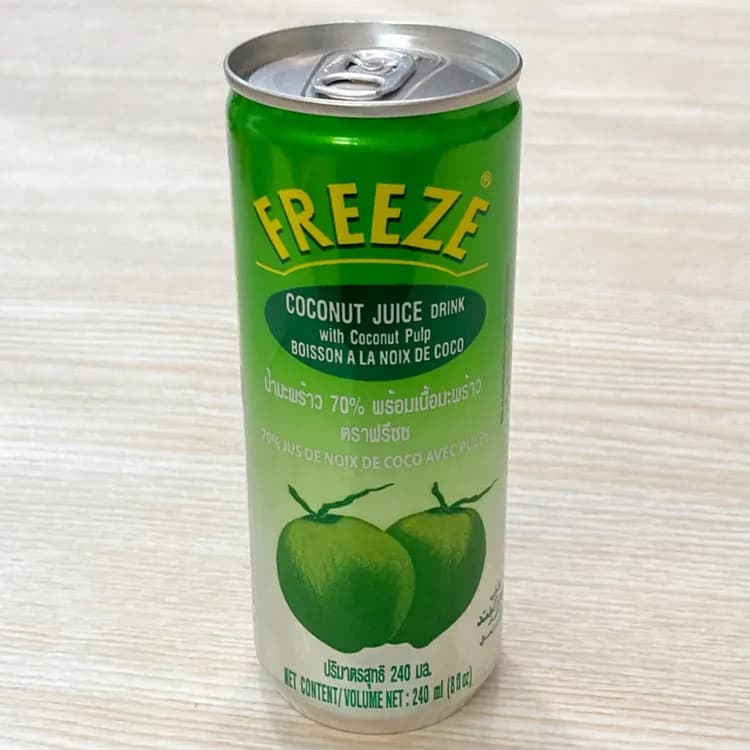 FREEZE®
COCONUT JUICE DRINK
with Coconut Pulp
BOISSON A LA NOIX DE COCO
น้ำมะพร้าว 70% พร้อมเนื้อมะพร้าว
ตราฟรีซซ
70% JUS DE NOIX DE COCO AVEC PULPE
ปริมาตรสุทธิ 240 มล.
NET CONTENT/VOLUME NET : 240 ml (8 fl oz)